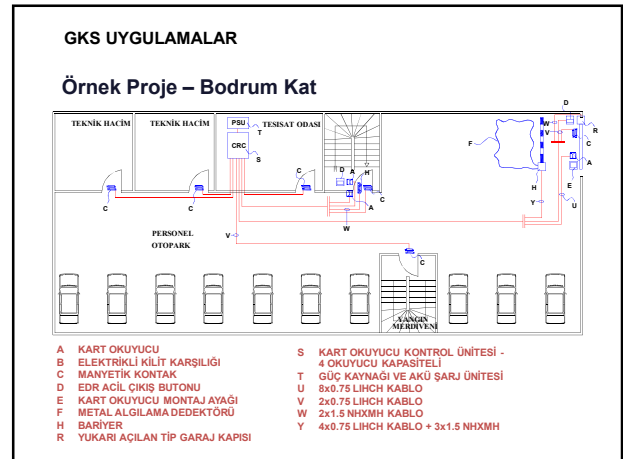 GKS UYGULAMALAR
Örnek Proje – Bodrum Kat
TEKNİK HACİM
TEKNİK HACİM
PSU
TESISAT ODASI
T
CRC
S
D
W
V
R
F
C
A
C
D
A
H
C
C
C
A
W
H
E
Y
U
PERSONEL
OTOPARK
V
C
YANGIN
MERDİVENİ
A KART OKUYUCU
B ELEKTRİKLİ KİLİT KARŞILIĞI
C MANYETİK KONTAK
D EDR ACİL ÇIKIŞ BUTONU
E KART OKUYUCU MONTAJ AYAĞI
F METAL ALGILAMA DEDEKTÖRÜ
H BARİYER
R YUKARI AÇILAN TİP GARAJ KAPISI
S KART OKUYUCU KONTROL ÜNİTESİ -
4 OKUYUCU KAPASİTELİ
T GÜÇ KAYNAĞI VE AKÜ ŞARJ ÜNİTESİ
U 8x0.75 LIHCH KABLO
V 2x0.75 LIHCH KABLO
W 2x1.5 NHXMH KABLO
Y 4x0.75 LIHCH KABLO + 3x1.5 NHXMH